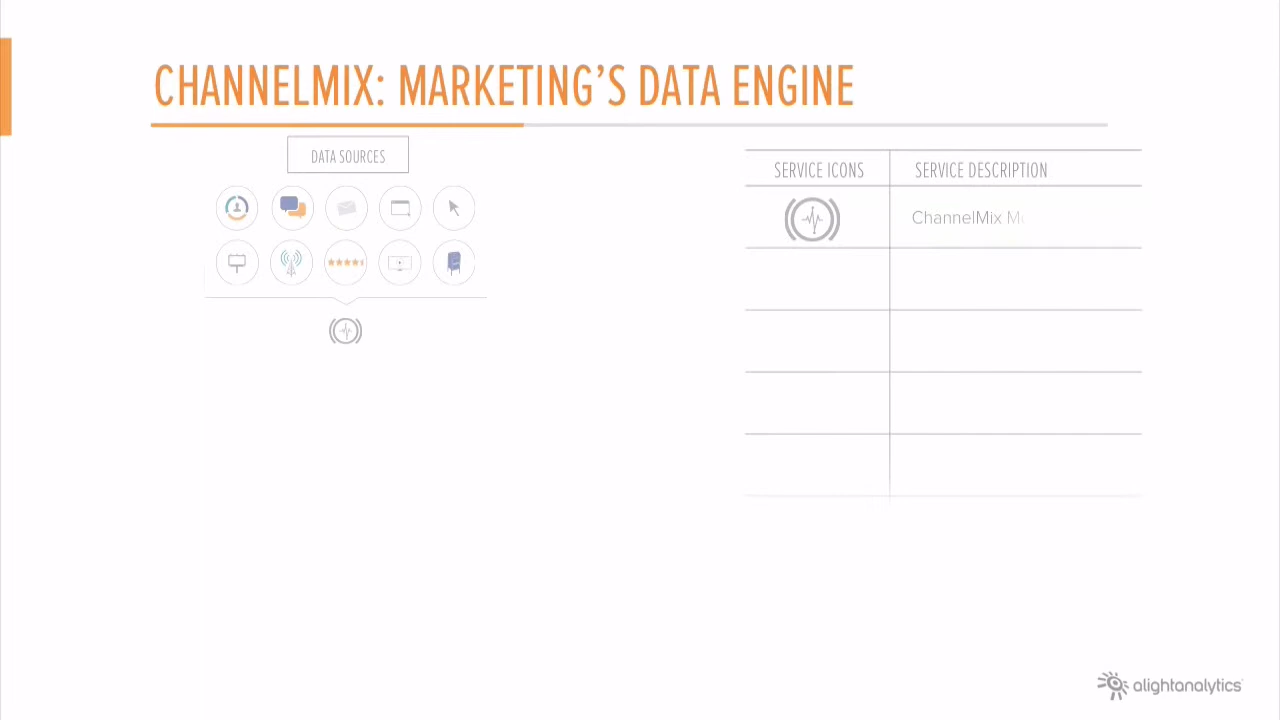 CHANNELMIX: MARKETING'S DATA ENGINE
DATA SOURCES
SERVICE ICONS
SERVICE DESCRIPTION
ChannelMix
alightanalytics